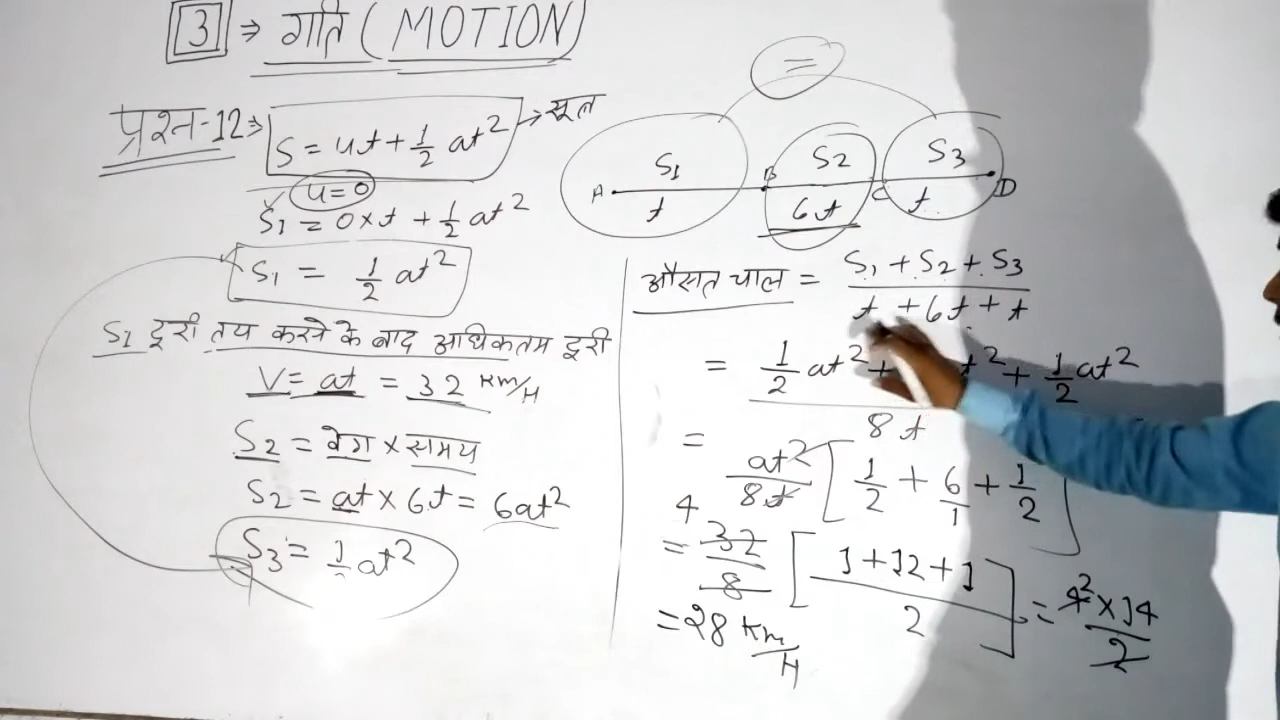 3 ⇒ गति (MOTION)
प्रश्न-12⇒ S = ut + 1/2 at² → सूत्र
u=0
S1 = 0×t + 1/2 at²
S1 = 1/2 at²
S1 दूरी तय करने के बाद अधिकतम दूरी
V = at = 32 Km/H
S2 = वेग × समय
S2 = at × 6t = 6at²
S3 = 1/2 at²
=
S1 S2 S3
A B C D
t 6t t
औसत चाल = S1 + S2 + S3 / t + 6t + t
= 1/2 at² + t² + 1/2 at² / 8t
= at²/8t [1/2 + 6/1 + 1/2]
4
= 32/8 [1+12+1 / 2] = 4² × 14 / 2
= 28 Km/H